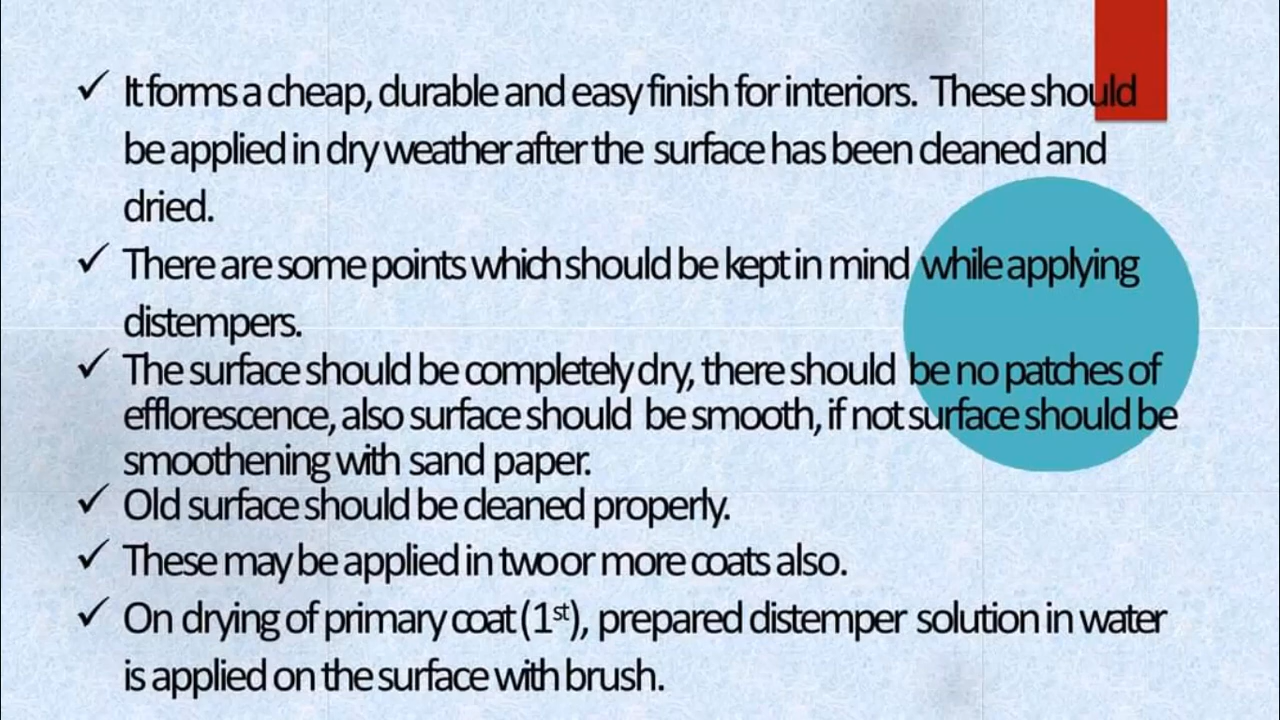 ✓ It forms a cheap, durable and easy finish for interiors. These should
be applied in dry weather after the surface has been cleaned and
dried.
✓ There are some points which should be kept in mind while applying
distempers.
✓ The surface should be completely dry, there should be no patches of
efflorescence, also surface should be smooth, if not surface should be
smoothening with sand paper.
✓ Old surface should be cleaned properly.
✓ These may be applied in two or more coats also.
✓ On drying of primary coat (1st), prepared distemper solution in water
is applied on the surface with brush.